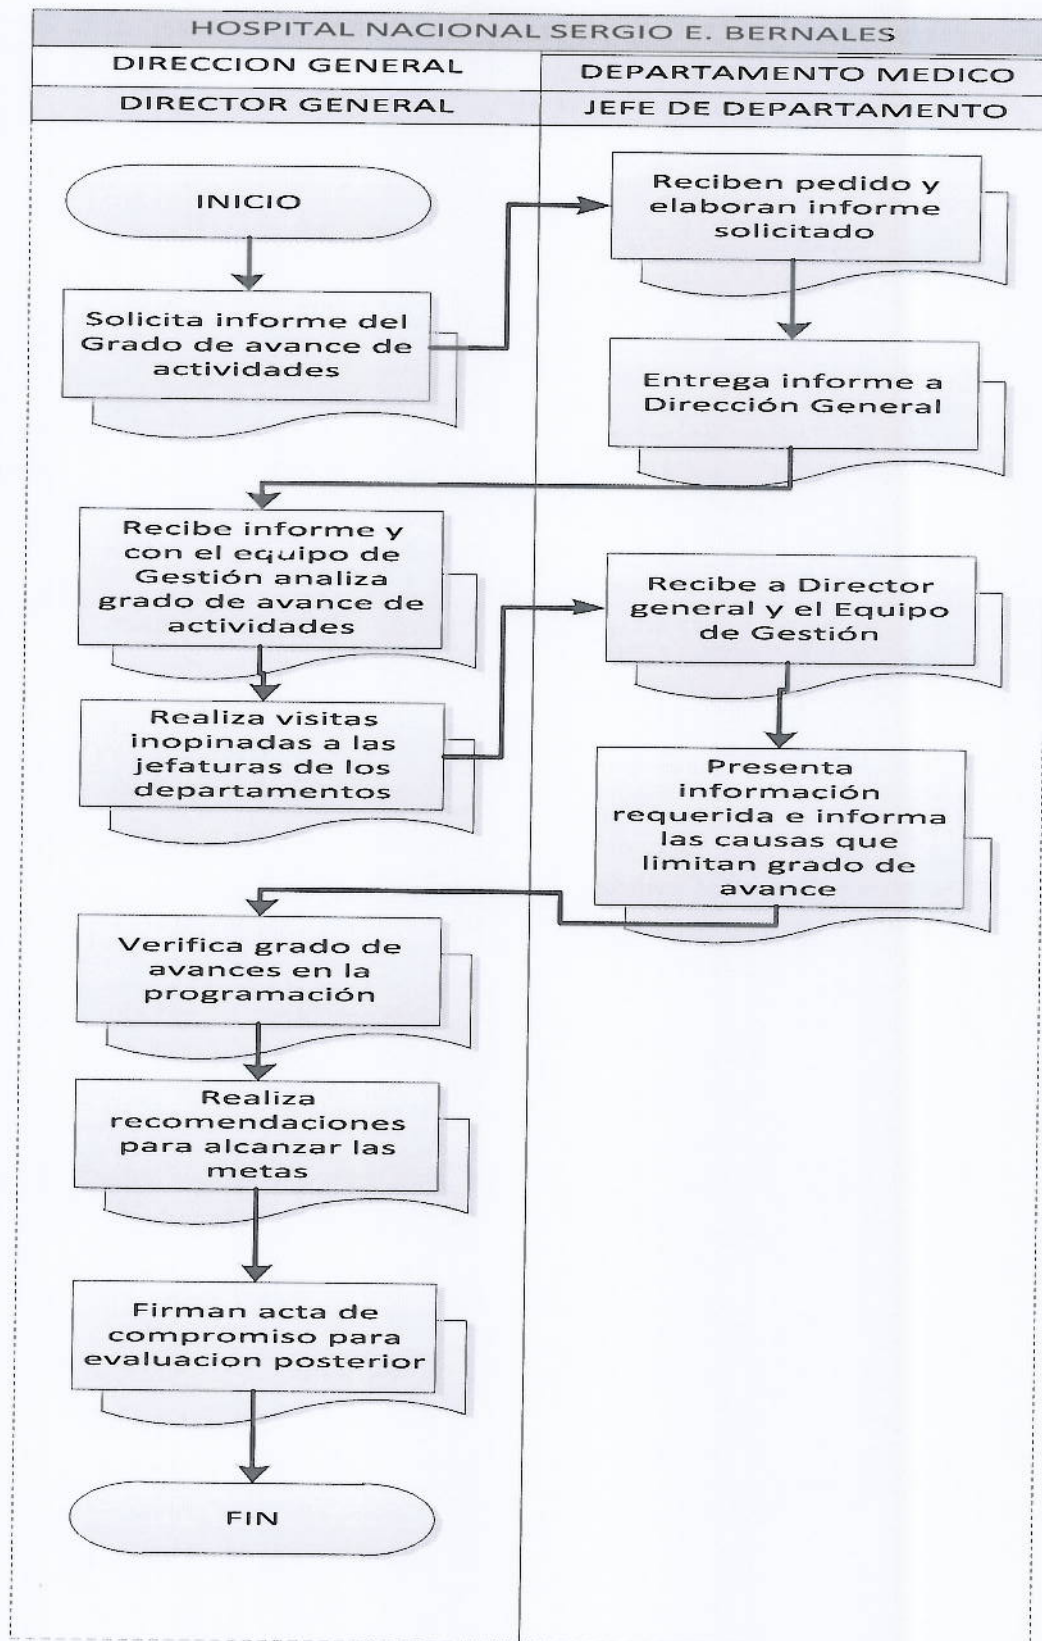 HOSPITAL NACIONAL SERGIO E. BERNALES
DIRECCION GENERAL
DEPARTAMENTO MEDICO
DIRECTOR GENERAL
JEFE DE DEPARTAMENTO
INICIO
Solicita informe del
Grado de avance de
actividades
Reciben pedido y
elaboran informe
solicitado
Entrega informe a
Dirección General
Recibe informe y
con el equipo de
Gestión analiza
grado de avance de
actividades
Realiza visitas
inopinadas a las
jefaturas de los
departamentos
Recibe a Director
general y el Equipo
de Gestión
Presenta
información
requerida e informa
las causas que
limitan grado de
avance
Verifica grado de
avances en la
programación
Realiza
recomendaciones
para alcanzar las
metas
Firman acta de
compromiso para
evaluacion posterior
FIN